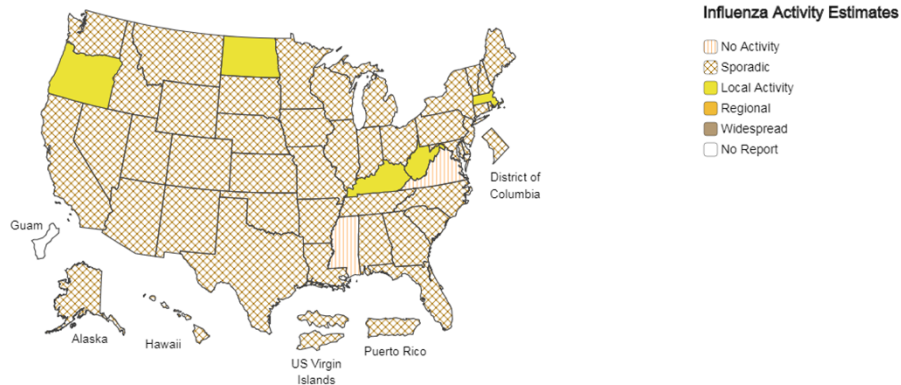 Influenza Activity Estimates
No Activity
Sporadic
Local Activity
Regional
Widespread
No Report
District of
Columbia
Guam
Alaska
Hawaii
US Virgin
Islands
Puerto Rico